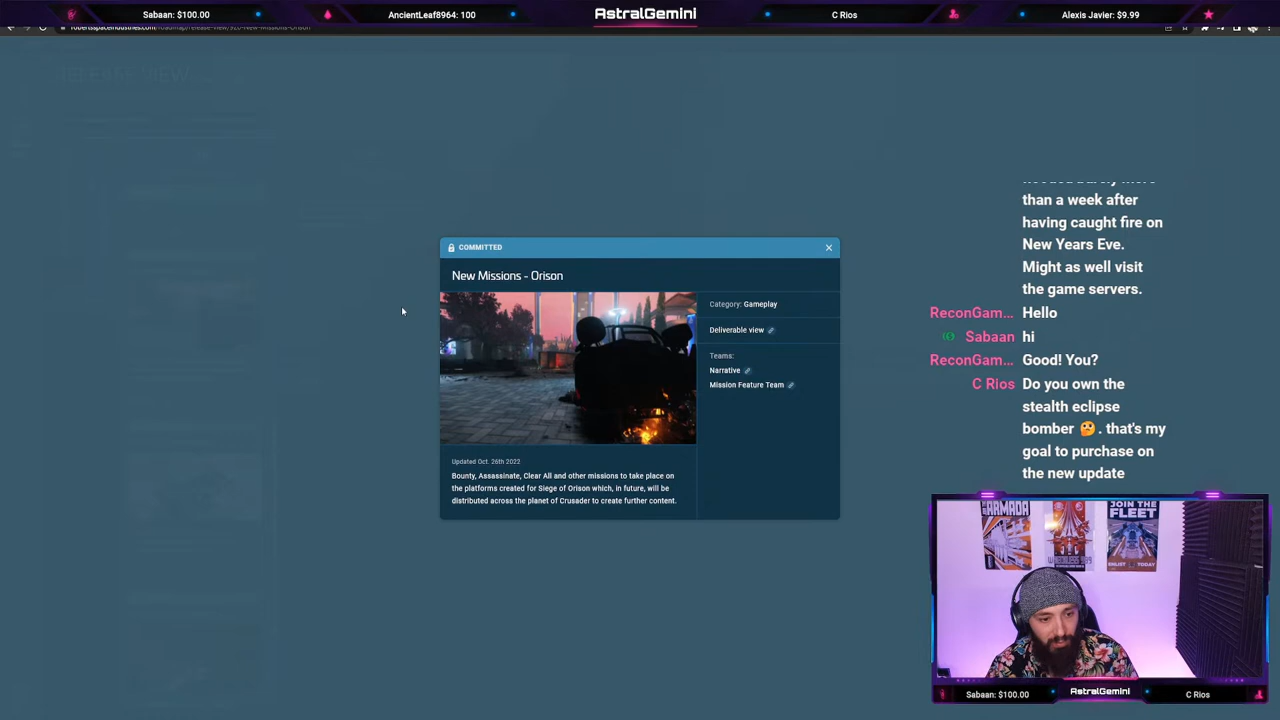 Sabaan: $100.00
AncientLeaf8964: 100
AstralGemini
C Rios
Alexis Javier: $9.99
COMMITTED
New Missions - Orison
Category: Gameplay
Deliverable view
Teams:
Narrative
Mission Feature Team
Updated Oct. 26th 2022
Bounty, Assassinate, Clear All and other missions to take place on
the platforms created for Siege of Orison which, in future, will be
distributed across the planet of Crusader to create further content.
than a week after
having caught fire on
New Years Eve.
Might as well visit
the game servers.
ReconGam... Hello
Sabaan hi
ReconGam... Good! You?
C Rios Do you own the
stealth eclipse
bomber 🤔. that's my
goal to purchase on
the new update
ARMADA
JOIN THE
FLEET
ENLIST TODAY
Sabaan: $100.00
AstralGemini
C Rios